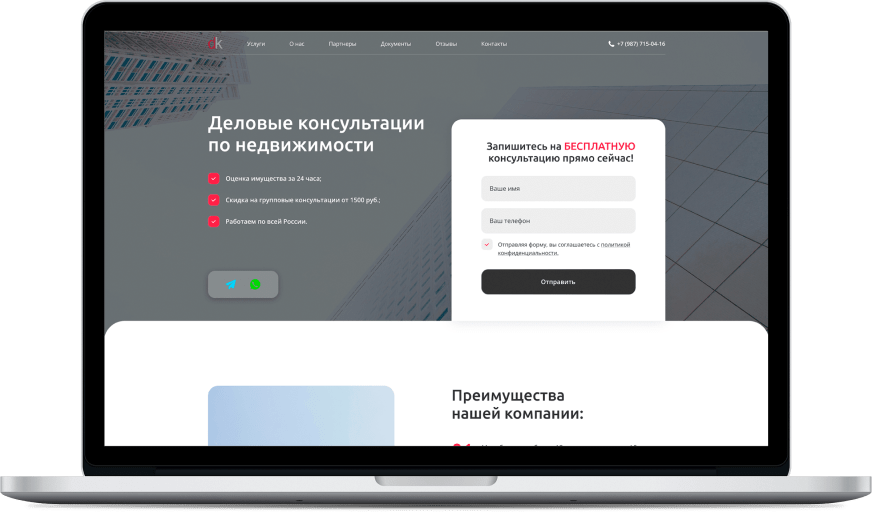 dk
Услуги
О нас
Партнеры
Документы
Отзывы
Контакты
+7 (987) 715-04-16
Деловые консультации
по недвижимости
Оценка имущества за 24 часа;
Скидка на групповые консультации от 1500 руб.;
Работаем по всей России.
Запишитесь на БЕСПЛАТНУЮ
консультацию прямо сейчас!
Ваше имя
Ваш телефон
Отправляя форму, вы соглашаетесь с политикой
конфиденциальности.
Отправить
Преимущества
нашей компании: